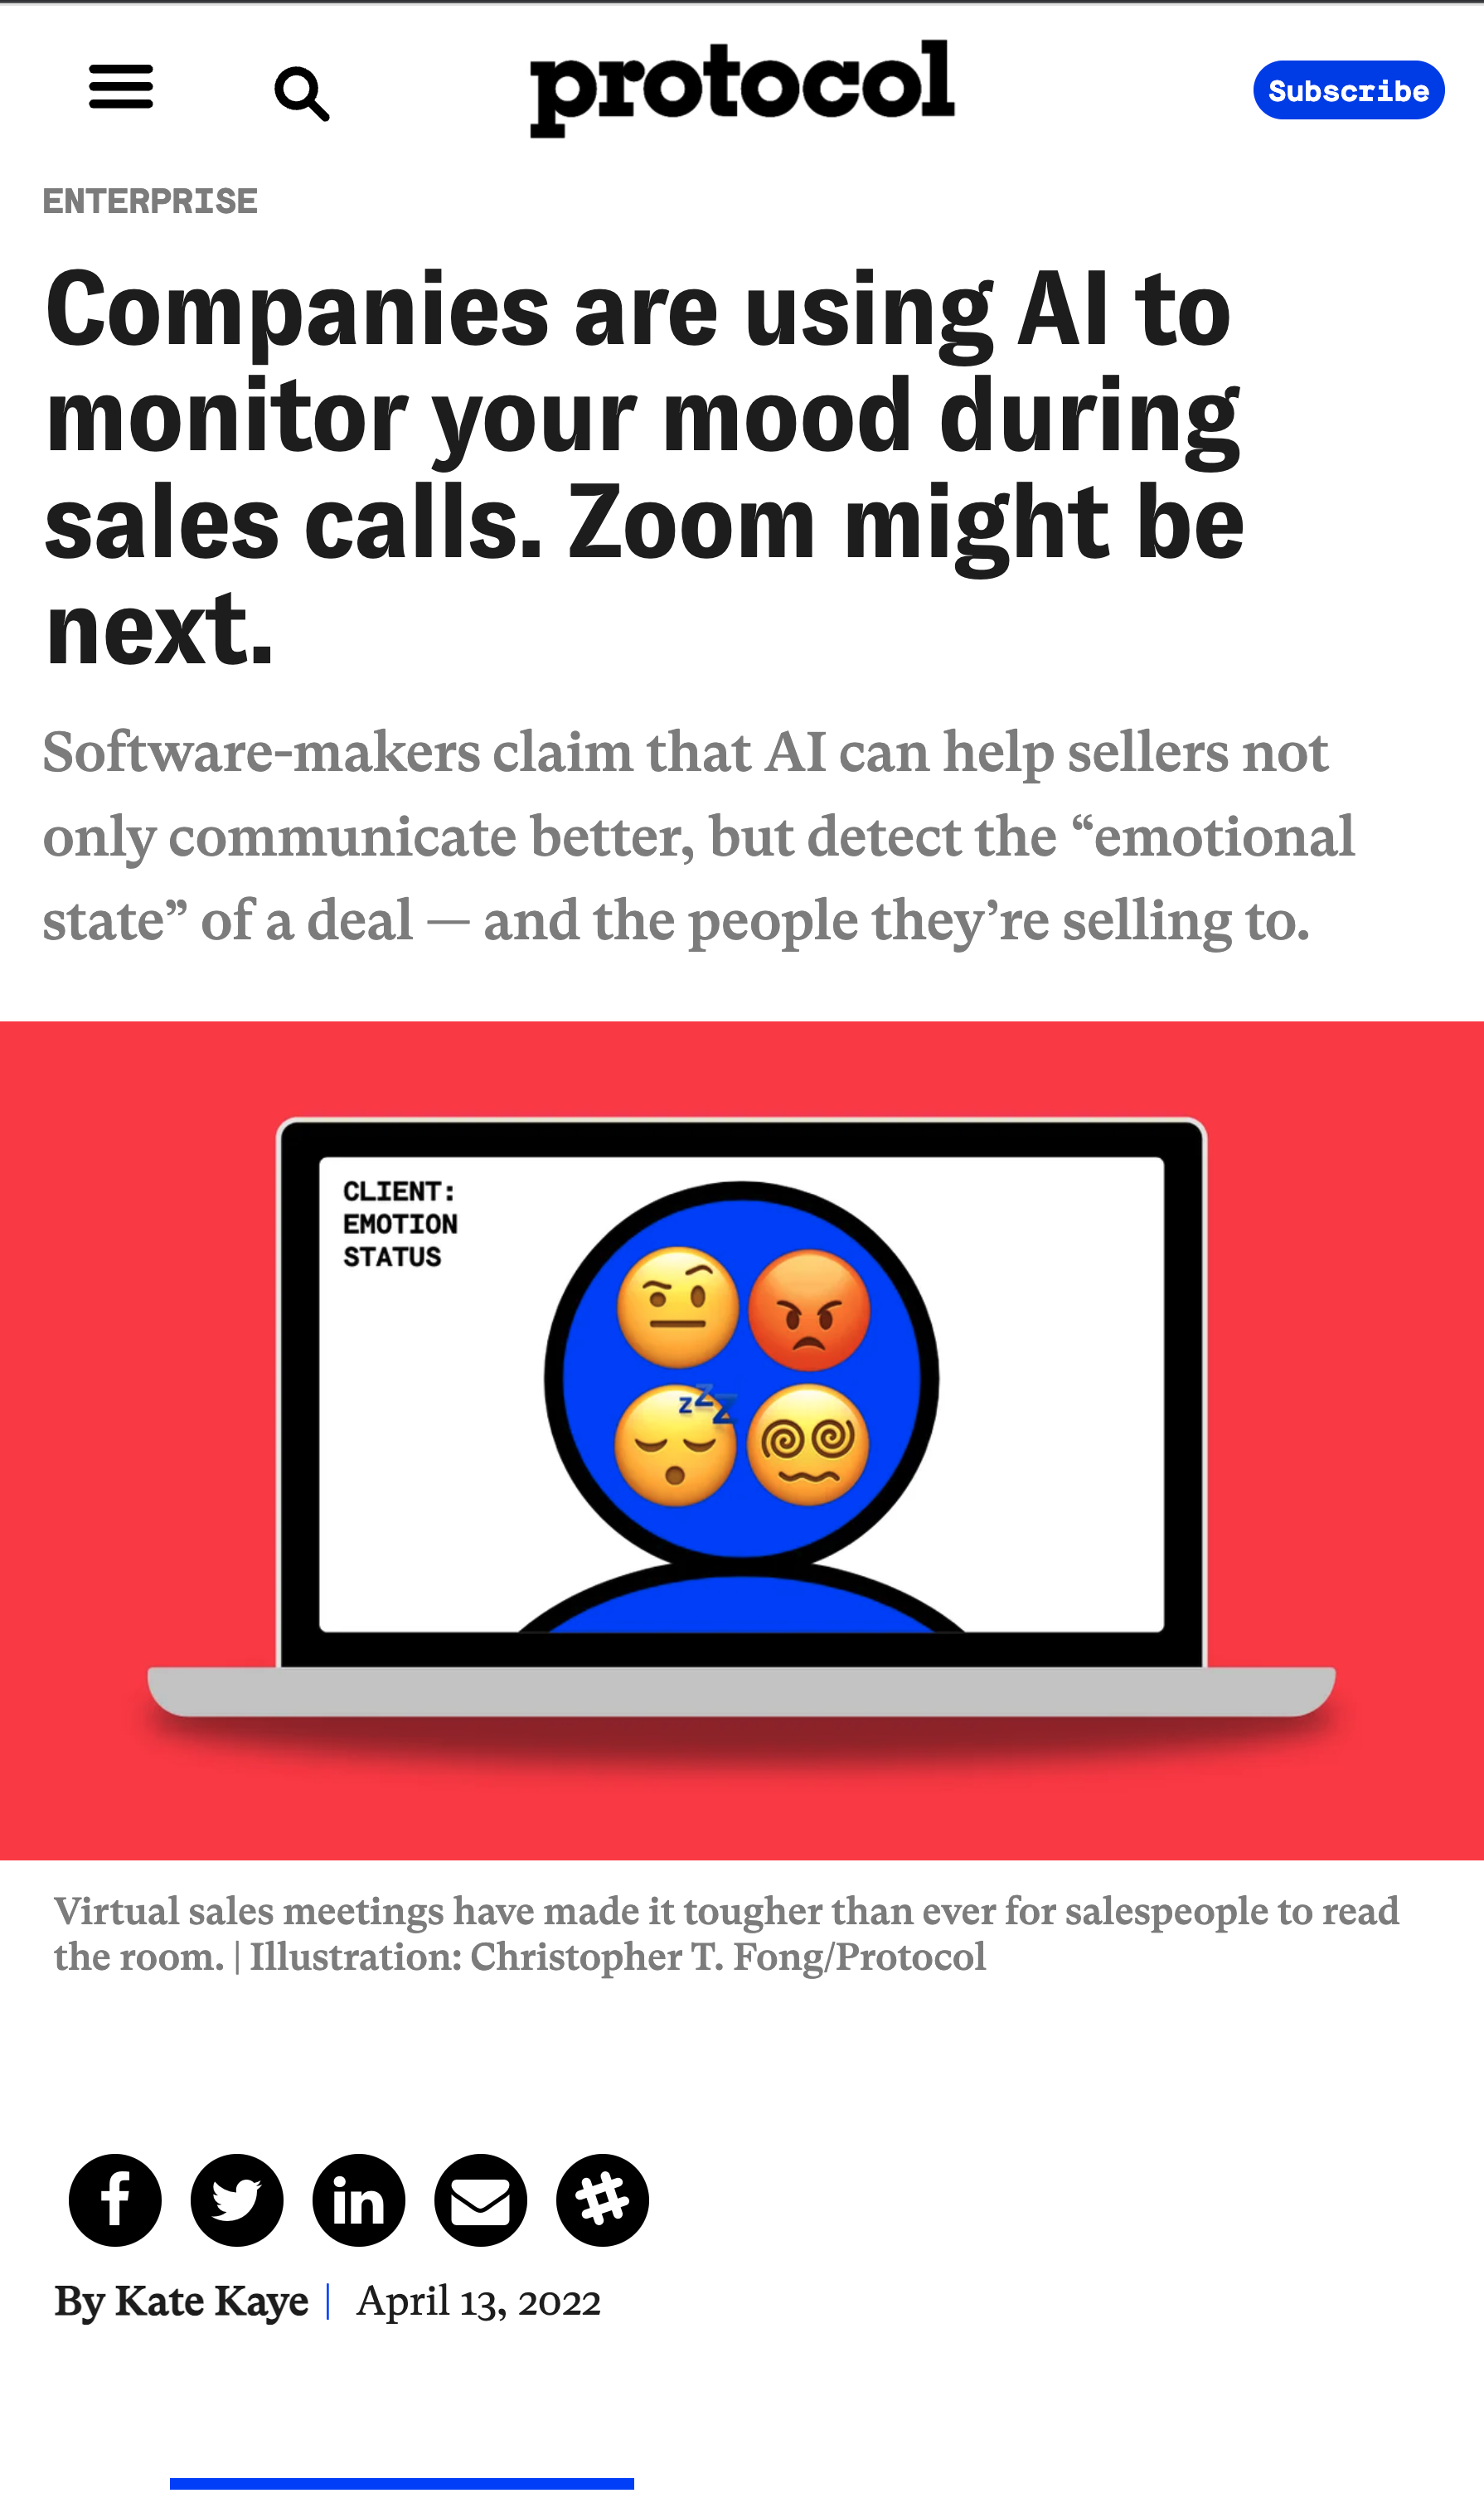 protocol
Subscribe
ENTERPRISE
Companies are using AI to
monitor your mood during
sales calls. Zoom might be
next.
Software-makers claim that AI can help sellers not
only communicate better, but detect the “emotional
state” of a deal — and the people they’re selling to.
CLIENT:
EMOTION
STATUS
Virtual sales meetings have made it tougher than ever for salespeople to read
the room. | Illustration: Christopher T. Fong/Protocol
By Kate Kaye | April 13, 2022